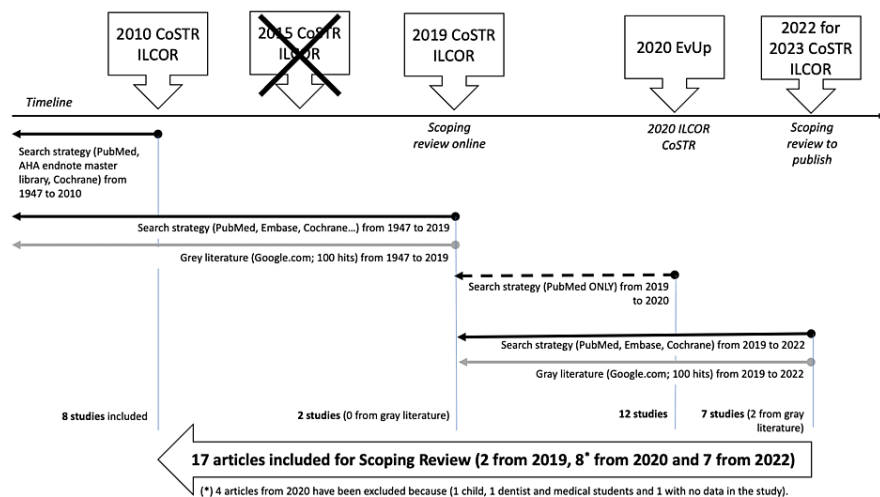 2010 CoSTR
ILCOR
2015 CoSTR
ILCOR
2019 CoSTR
ILCOR
2020 EvUp
2022 for
2023 CoSTR
ILCOR
Timeline
Scoping
review online
2020 ILCOR
CoSTR
Scoping
review to
publish
Search strategy (PubMed,
AHA endnote master
library, Cochrane) from
1947 to 2010
Search strategy (PubMed, Embase, Cochrane...) from 1947 to 2019
Grey literature (Google.com; 100 hits) from 1947 to 2019
Search strategy (PubMed ONLY) from 2019
to 2020
Search strategy (PubMed, Embase, Cochrane) from 2019 to 2022
Gray literature (Google.com; 100 hits) from 2019 to 2022
8 studies included
2 studies (0 from gray literature)
12 studies
7 studies (2 from gray
literature)
17 articles included for Scoping Review (2 from 2019, 8* from 2020 and 7 from 2022)
(*) 4 articles from 2020 have been excluded because (1 child, 1 dentist and medical students and 1 with no data in the study).